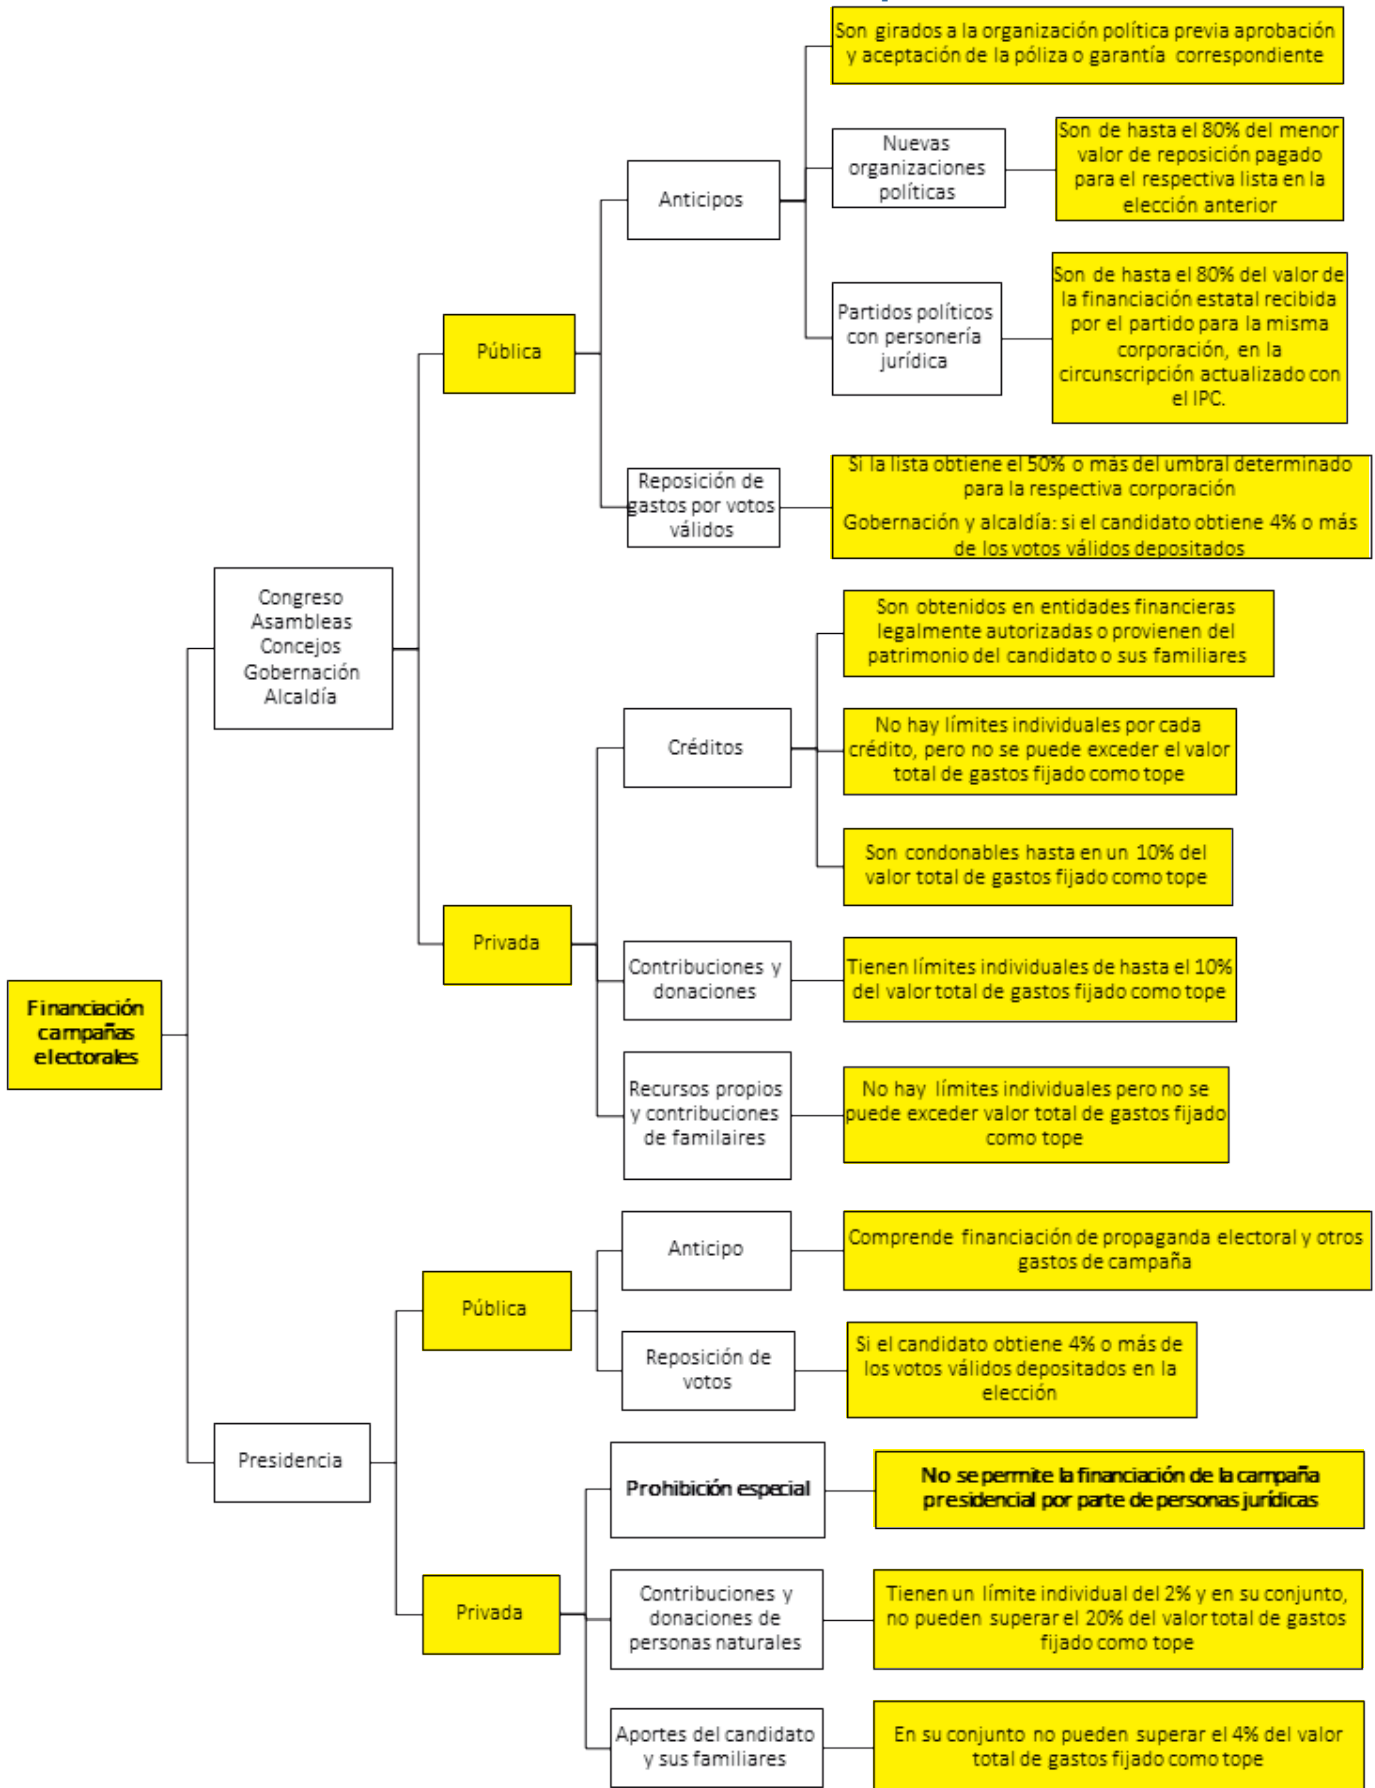 Son girados a la organización política previa aprobación
y aceptación de la póliza o garantía correspondiente
Nuevas
organizaciones
políticas
Son de hasta el 80% del menor
valor de reposición pagado
para el respectiva lista en la
elección anterior
Anticipos
Partidos políticos
con personería
jurídica
Son de hasta el 80% del valor de
la financiación estatal recibida
por el partido para la misma
corporación, en la
circunscripción actualizado con
el IPC.
Pública
Reposición de
gastos por votos
válidos
Si la lista obtiene el 50% o más del umbral determinado
para la respectiva corporación
Gobernación y alcaldía: si el candidato obtiene 4% o más
de los votos válidos depositados
Congreso
Asambleas
Concejos
Gobernación
Alcaldía
Son obtenidos en entidades financieras
legalmente autorizadas o provienen del
patrimonio del candidato o sus familiares
Créditos
No hay límites individuales por cada
crédito, pero no se puede exceder el valor
total de gastos fijado como tope
Son condonables hasta en un 10% del
valor total de gastos fijado como tope
Privada
Contribuciones y
donaciones
Tienen límites individuales de hasta el 10%
del valor total de gastos fijado como tope
Financiación
campañas
electorales
Recursos propios
y contribuciones
de familaires
No hay límites individuales pero no se
puede exceder valor total de gastos fijado
como tope
Anticipo
Comprende financiación de propaganda electoral y otros
gastos de campaña
Pública
Reposición de
votos
Si el candidato obtiene 4% o más de
los votos válidos depositados en la
elección
Presidencia
Prohibición especial
No se permite la financiación de la campaña
presidencial por parte de personas jurídicas
Privada
Contribuciones y
donaciones de
personas naturales
Tienen un límite individual del 2% y en su conjunto,
no pueden superar el 20% del valor total de gastos
fijado como tope
Aportes del candidato
y sus familiares
En su conjunto no pueden superar el 4% del valor
total de gastos fijado como tope